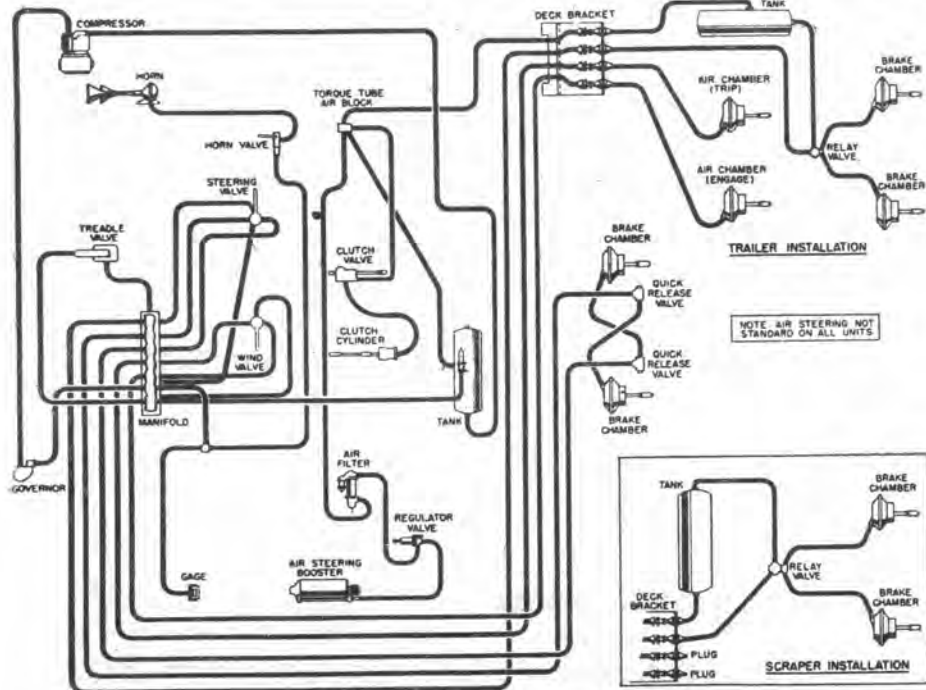 COMPRESSOR
DECK BRACKET
TANK
HORN
TORQUE TUBE
AIR BLOCK
AIR CHAMBER
(TRIP)
BRAKE
CHAMBER
HORN VALVE
RELAY
VALVE
STEERING
VALVE
AIR CHAMBER
(ENGAGE)
BRAKE
CHAMBER
TREADLE
VALVE
BRAKE
CHAMBER
TRAILER INSTALLATION
CLUTCH
VALVE
QUICK
RELEASE
VALVE
NOTE: AIR STEERING NOT
STANDARD ON ALL UNITS
CLUTCH
CYLINDER
WIND
VALVE
QUICK
RELEASE
VALVE
MANIFOLD
TANK
BRAKE
CHAMBER
GOVERNOR
AIR
FILTER
TANK
BRAKE
CHAMBER
REGULATOR
VALVE
RELAY
VALVE
AIR STEERING
BOOSTER
GAGE
DECK
BRACKET
BRAKE
CHAMBER
PLUG
PLUG
SCRAPER INSTALLATION